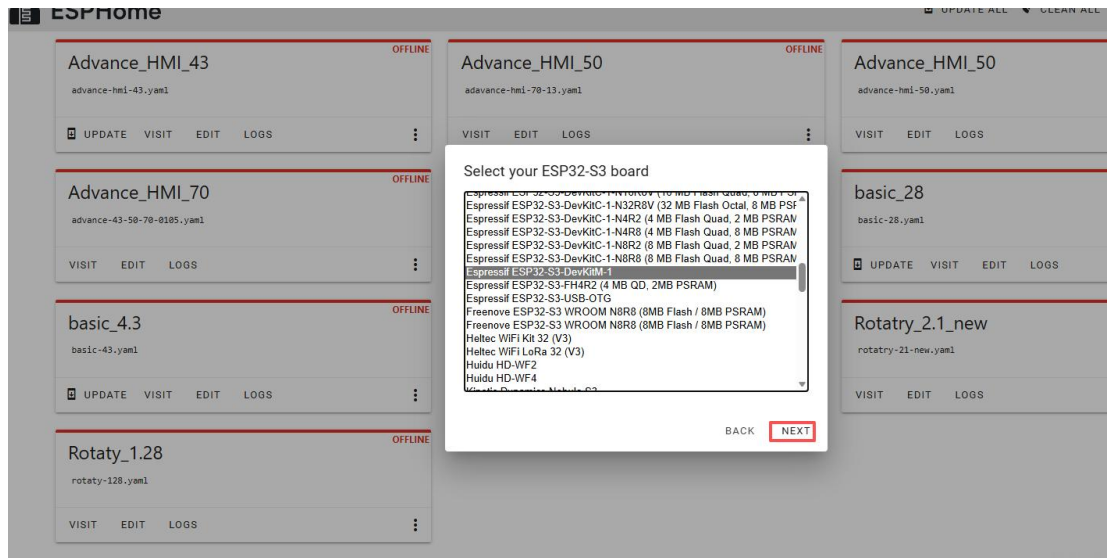 ESPHome
UPDATE ALL
CLEAN ALL
OFFLINE
Advance_HMI_43
advance-hmi-43.yaml
UPDATE VISIT EDIT LOGS
OFFLINE
Advance_HMI_50
adavance-hmi-70-13.yaml
VISIT EDIT LOGS
Advance_HMI_50
advance-hmi-50.yaml
VISIT EDIT LOGS
OFFLINE
Advance_HMI_70
advance-43-50-70-0105.yaml
VISIT EDIT LOGS
basic_28
basic-28.yaml
UPDATE VISIT EDIT LOGS
OFFLINE
basic_4.3
basic-43.yaml
UPDATE VISIT EDIT LOGS
Rotatry_2.1_new
rotatry-21-new.yaml
VISIT EDIT LOGS
OFFLINE
Rotaty_1.28
rotaty-128.yaml
VISIT EDIT LOGS
Select your ESP32-S3 board
Espressif ESP32-S3-DevKitC-1-N32R8V (32 MB Flash Octal, 8 MB PSF
Espressif ESP32-S3-DevKitC-1-N4R2 (4 MB Flash Quad, 2 MB PSRAM
Espressif ESP32-S3-DevKitC-1-N4R8 (4 MB Flash Quad, 8 MB PSRAM
Espressif ESP32-S3-DevKitC-1-N8R2 (8 MB Flash Quad, 2 MB PSRAM
Espressif ESP32-S3-DevKitC-1-N8R8 (8 MB Flash Quad, 8 MB PSRAM
Espressif ESP32-S3-DevKitM-1
Espressif ESP32-S3-FH4R2 (4 MB QD, 2MB PSRAM)
Espressif ESP32-S3-USB-OTG
Freenove ESP32-S3 WROOM N8R8 (8MB Flash / 8MB PSRAM)
Freenove ESP32-S3 WROOM N8R8 (8MB Flash / 8MB PSRAM)
Heltec WiFi Kit 32 (V3)
Heltec WiFi LoRa 32 (V3)
Huidu HD-WF2
Huidu HD-WF4
BACK NEXT